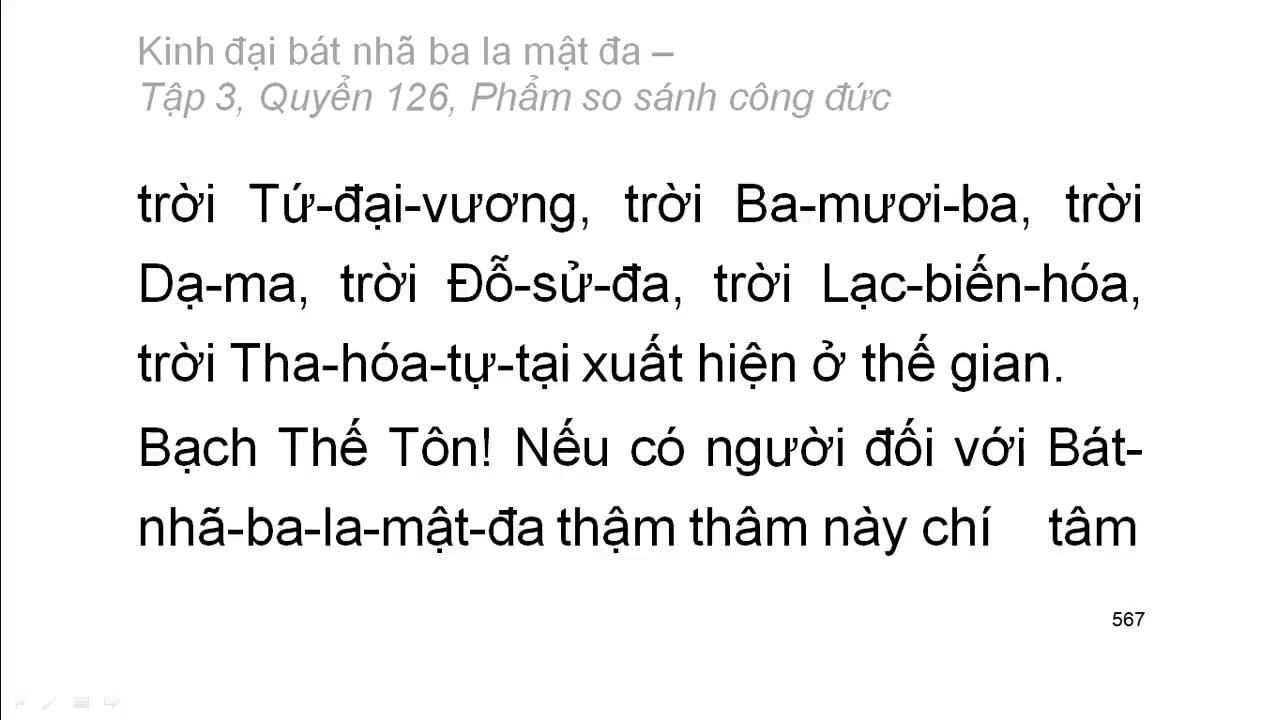 Kinh đại bát nhã ba la mật đa –
Tập 3, Quyển 126, Phẩm so sánh công đức
trời Tứ-đại-vương, trời Ba-mươi-ba, trời
Dạ-ma, trời Đỗ-sử-đa, trời Lạc-biến-hóa,
trời Tha-hóa-tự-tại xuất hiện ở thế gian.
Bạch Thế Tôn! Nếu có người đối với Bát-
nhã-ba-la-mật-đa thậm thâm này chí tâm
567